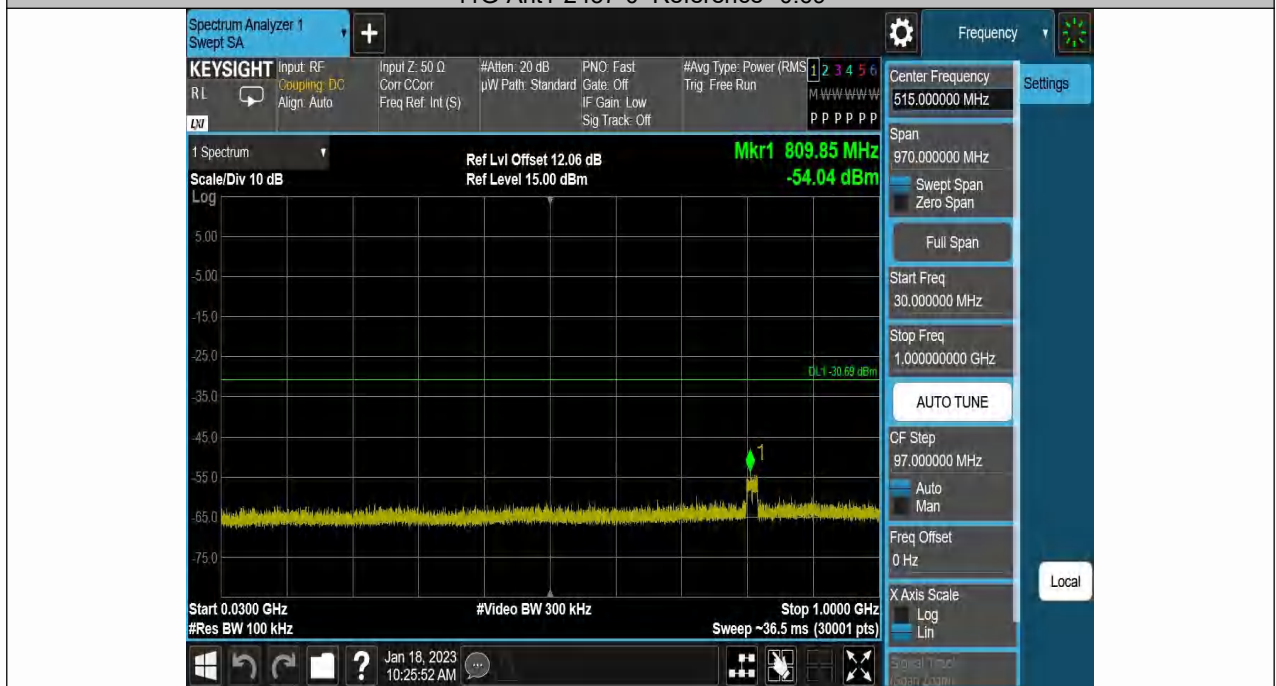 Spectrum Analyzer 1
Swept SA
+
Frequency
KEYSIGHT
RL
LXI
Input: RF
Coupling: DC
Align: Auto
Input Z: 50 Ω
Corr CCorr
Freq Ref: Int (S)
#Atten: 20 dB
µW Path: Standard
PNO: Fast
Gate: Off
IF Gain: Low
Sig Track: Off
#Avg Type: Power (RMS
Trig: Free Run
1 2 3 4 5 6
M W W W W W
P P P P P P
1 Spectrum
Scale/Div 10 dB
Log
Ref Lvl Offset 12.06 dB
Ref Level 15.00 dBm
Mkr1 809.85 MHz
-54.04 dBm
5.00
-5.00
-15.0
-25.0
DL1 -30.69 dBm
-35.0
-45.0
1
-55.0
-65.0
-75.0
Start 0.0300 GHz
#Res BW 100 kHz
#Video BW 300 kHz
Stop 1.0000 GHz
Sweep ~36.5 ms (30001 pts)
Center Frequency
515.000000 MHz
Settings
Span
970.000000 MHz
Swept Span
Zero Span
Full Span
Start Freq
30.000000 MHz
Stop Freq
1.000000000 GHz
AUTO TUNE
CF Step
97.000000 MHz
Auto
Man
Freq Offset
0 Hz
X Axis Scale
Log
Lin
Local
Signal Track
(Span Zoom)
?
Jan 18, 2023
10:25:52 AM